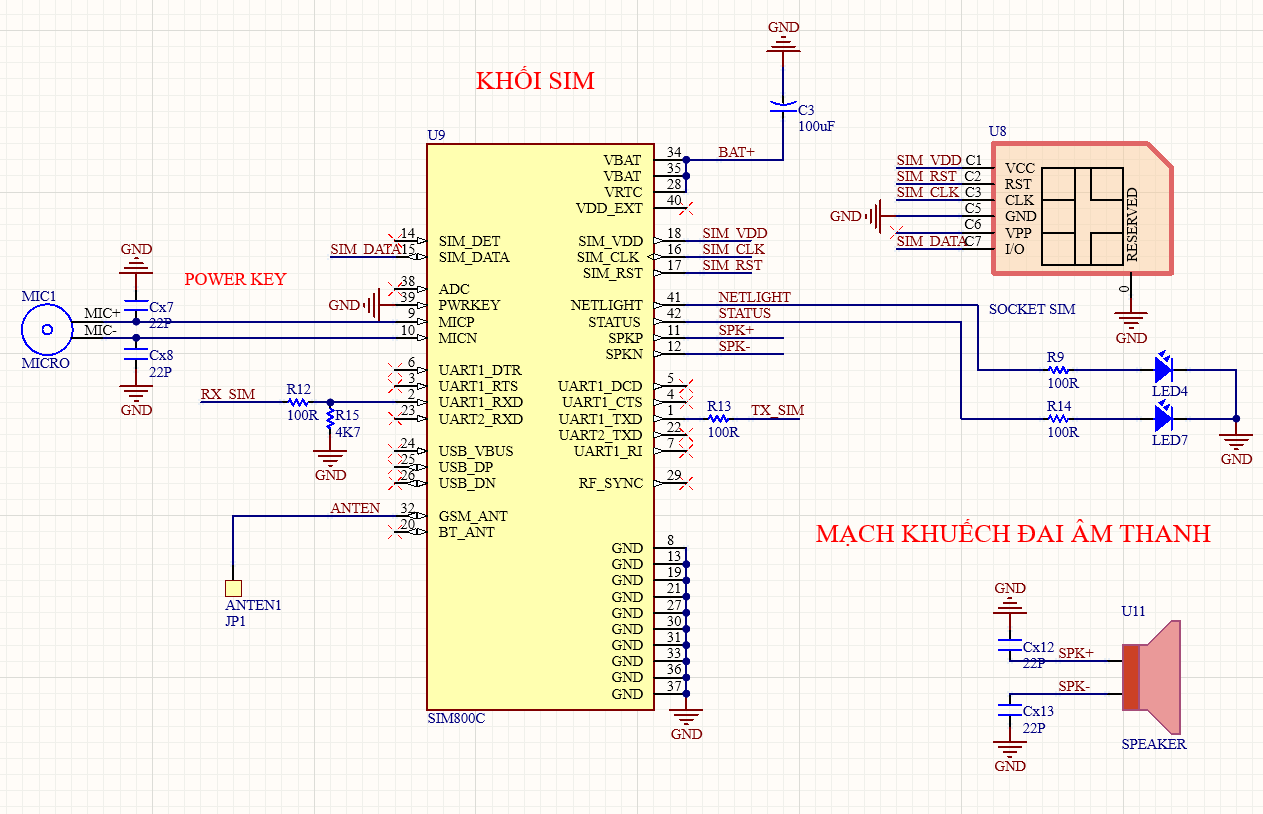 KHỐI SIM
GND
C3
100uF
BAT+
U9
VBAT 34
VBAT 35
VRTC 28
VDD_EXT 40
14 SIM_DET
SIM_DATA 15 SIM_DATA
38 ADC
GND 39 PWRKEY
9 MICP
10 MICN
6 UART1_DTR
3 UART1_RTS
2 UART1_RXD
23 UART2_RXD
24 USB_VBUS
25 USB_DP
26 USB_DN
ANTEN 32 GSM_ANT
20 BT_ANT
SIM_VDD 18 SIM_VDD
SIM_CLK 16 SIM_CLK
SIM_RST 17 SIM_RST
NETLIGHT 41 NETLIGHT
STATUS 42 STATUS
SPKP 11 SPK+
SPKN 12 SPK-
UART1_DCD 5
UART1_CTS 4
UART1_TXD 1
UART2_TXD 22
UART1_RI 7
RF_SYNC 29
GND 8
GND 13
GND 19
GND 21
GND 27
GND 30
GND 31
GND 33
GND 36
GND 37
GND
SIM800C
R13
100R
TX_SIM
GND
POWER KEY
MIC1
MIC+
MIC-
MICRO
Cx7
22P
Cx8
22P
GND
RX_SIM
R12
100R
R15
4K7
GND
ANTEN1
JP1
U8
SIM_VDD C1 VCC
SIM_RST C2 RST
SIM_CLK C3 CLK
GND C5 GND
C6 VPP
SIM_DATA C7 I/O
RESERVED
0
GND
SOCKET SIM
R9
100R
LED4
R14
100R
LED7
GND
MẠCH KHUẾCH ĐAI ÂM THANH
GND
Cx12
22P
SPK+
SPK-
Cx13
22P
GND
U11
SPEAKER